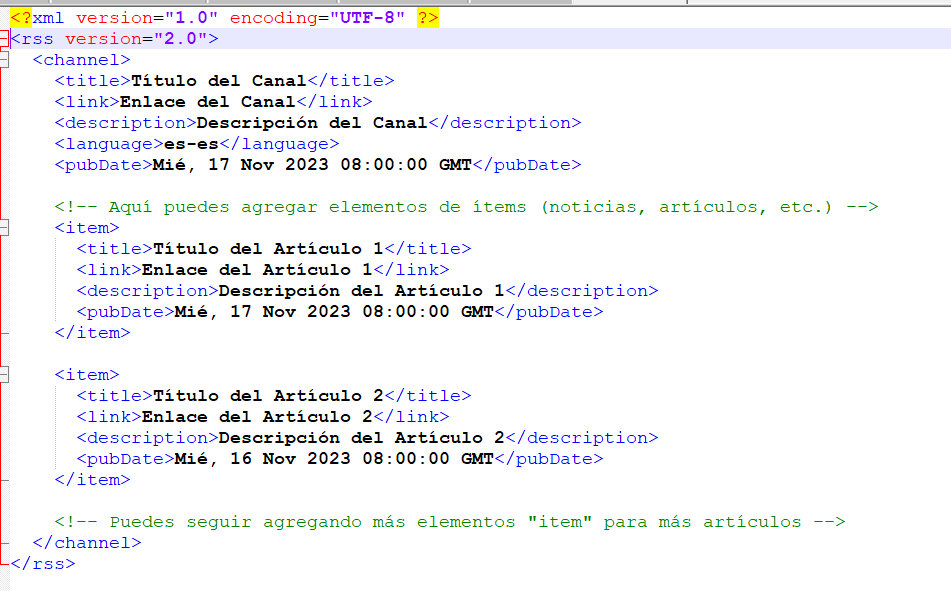 <?xml version="1.0" encoding="UTF-8" ?>
<rss version="2.0">
<channel>
<title>Título del Canal</title>
<link>Enlace del Canal</link>
<description>Descripción del Canal</description>
<language>es-es</language>
<pubDate>Mié, 17 Nov 2023 08:00:00 GMT</pubDate>
<!-- Aquí puedes agregar elementos de ítems (noticias, artículos, etc.) -->
<item>
<title>Título del Artículo 1</title>
<link>Enlace del Artículo 1</link>
<description>Descripción del Artículo 1</description>
<pubDate>Mié, 17 Nov 2023 08:00:00 GMT</pubDate>
</item>
<item>
<title>Título del Artículo 2</title>
<link>Enlace del Artículo 2</link>
<description>Descripción del Artículo 2</description>
<pubDate>Mié, 16 Nov 2023 08:00:00 GMT</pubDate>
</item>
<!-- Puedes seguir agregando más elementos "item" para más artículos -->
</channel>
</rss>